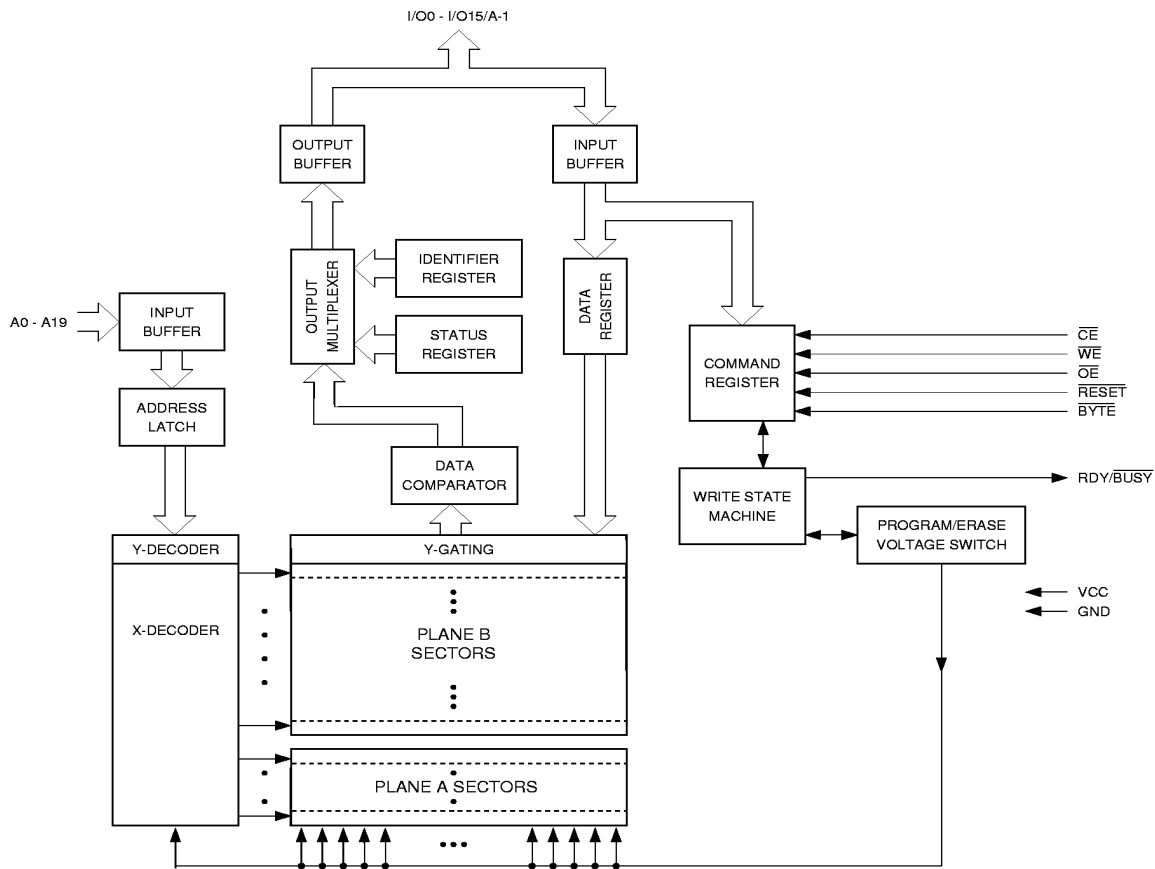 I/O0 - I/O15/A-1
OUTPUT
BUFFER
INPUT
BUFFER
IDENTIFIER
REGISTER
STATUS
REGISTER
OUTPUT
MULTIPLEXER
DATA
REGISTER
A0 - A19
INPUT
BUFFER
ADDRESS
LATCH
COMMAND
REGISTER
CE
WE
OE
RESET
BYTE
DATA
COMPARATOR
WRITE STATE
MACHINE
RDY/BUSY
PROGRAM/ERASE
VOLTAGE SWITCH
Y-DECODER
Y-GATING
VCC
GND
X-DECODER
PLANE B
SECTORS
PLANE A SECTORS